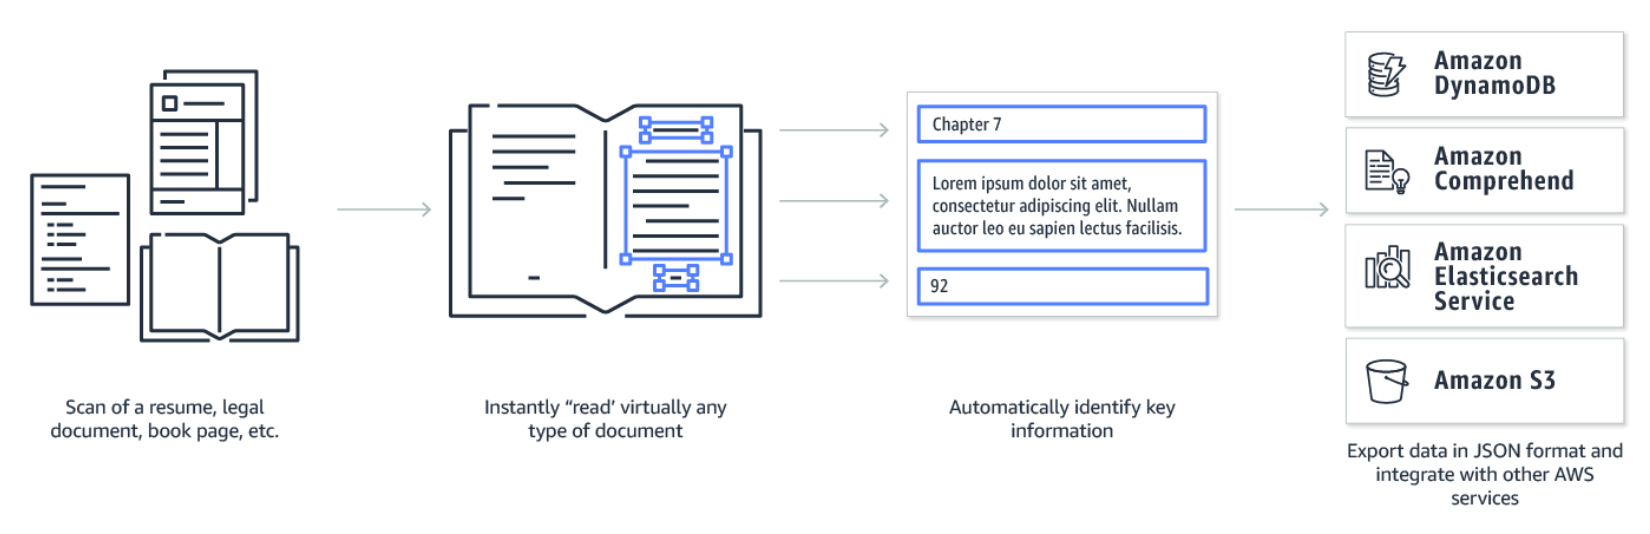 Scan of a resume, legal
document, book page, etc.
Instantly “read’ virtually any
type of document
Chapter 7
Lorem ipsum dolor sit amet,
consectetur adipiscing elit. Nullam
auctor leo eu sapien lectus facilisis.
92
Automatically identify key
information
Amazon
DynamoDB
Amazon
Comprehend
Amazon
Elasticsearch
Service
Amazon S3
Export data in JSON format and
integrate with other AWS
services